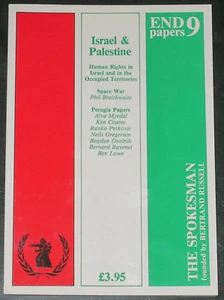 Israel &
Palestine
Human Rights in
Israel and in the
Occupied Territories
Space War
Phil Braithwaite
Perugia Papers
Alva Myrdal
Ken Coates
Ranko Petkovic
Neils Gregersen
Bogdan Osolnik
Bernard Ravenel
Ben Lowe
£3.95
END
papers 9
THE SPOKESMAN
founded by BERTRAND RUSSELL